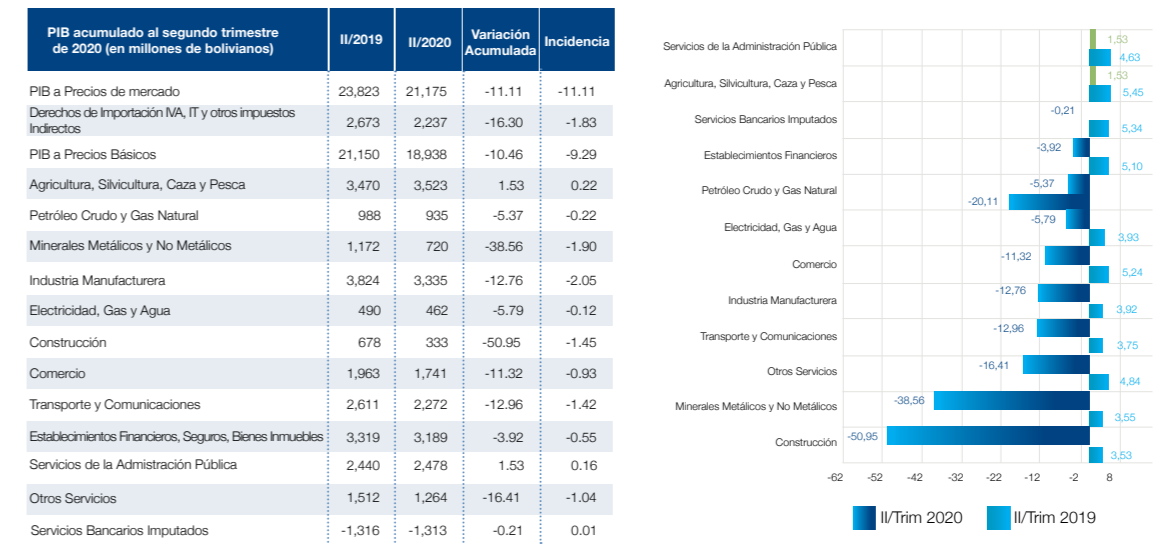 PIB acumulado al segundo trimestre
de 2020 (en millones de bolivianos)
II/2019
II/2020
Variación
Acumulada
Incidencia
PIB a Precios de mercado 23,823 21,175 -11.11 -11.11
Derechos de Importación IVA, IT y otros impuestos
Indirectos 2,673 2,237 -16.30 -1.83
PIB a Precios Básicos 21,150 18,938 -10.46 -9.29
Agricultura, Silvicultura, Caza y Pesca 3,470 3,523 1.53 0.22
Petróleo Crudo y Gas Natural 988 935 -5.37 -0.22
Minerales Metálicos y No Metálicos 1,172 720 -38.56 -1.90
Industria Manufacturera 3,824 3,335 -12.76 -2.05
Electricidad, Gas y Agua 490 462 -5.79 -0.12
Construcción 678 333 -50.95 -1.45
Comercio 1,963 1,741 -11.32 -0.93
Transporte y Comunicaciones 2,611 2,272 -12.96 -1.42
Establecimientos Financieros, Seguros, Bienes Inmuebles 3,319 3,189 -3.92 -0.55
Servicios de la Admistración Pública 2,440 2,478 1.53 0.16
Otros Servicios 1,512 1,264 -16.41 -1.04
Servicios Bancarios Imputados -1,316 -1,313 -0.21 0.01
Servicios de la Administración Pública 1,53
4,63
Agricultura, Silvicultura, Caza y Pesca 1,53
5,45
Servicios Bancarios Imputados -0,21
5,34
Establecimientos Financieros -3,92
5,10
Petróleo Crudo y Gas Natural -5,37
-20,11
Electricidad, Gas y Agua -5,79
3,93
Comercio -11,32
5,24
Industria Manufacturera -12,76
3,92
Transporte y Comunicaciones -12,96
3,75
Otros Servicios -16,41
4,84
Minerales Metálicos y No Metálicos -38,56
3,55
Construcción -50,95
3,53
-62 -52 -42 -32 -22 -12 -2 8
II/Trim 2020 II/Trim 2019